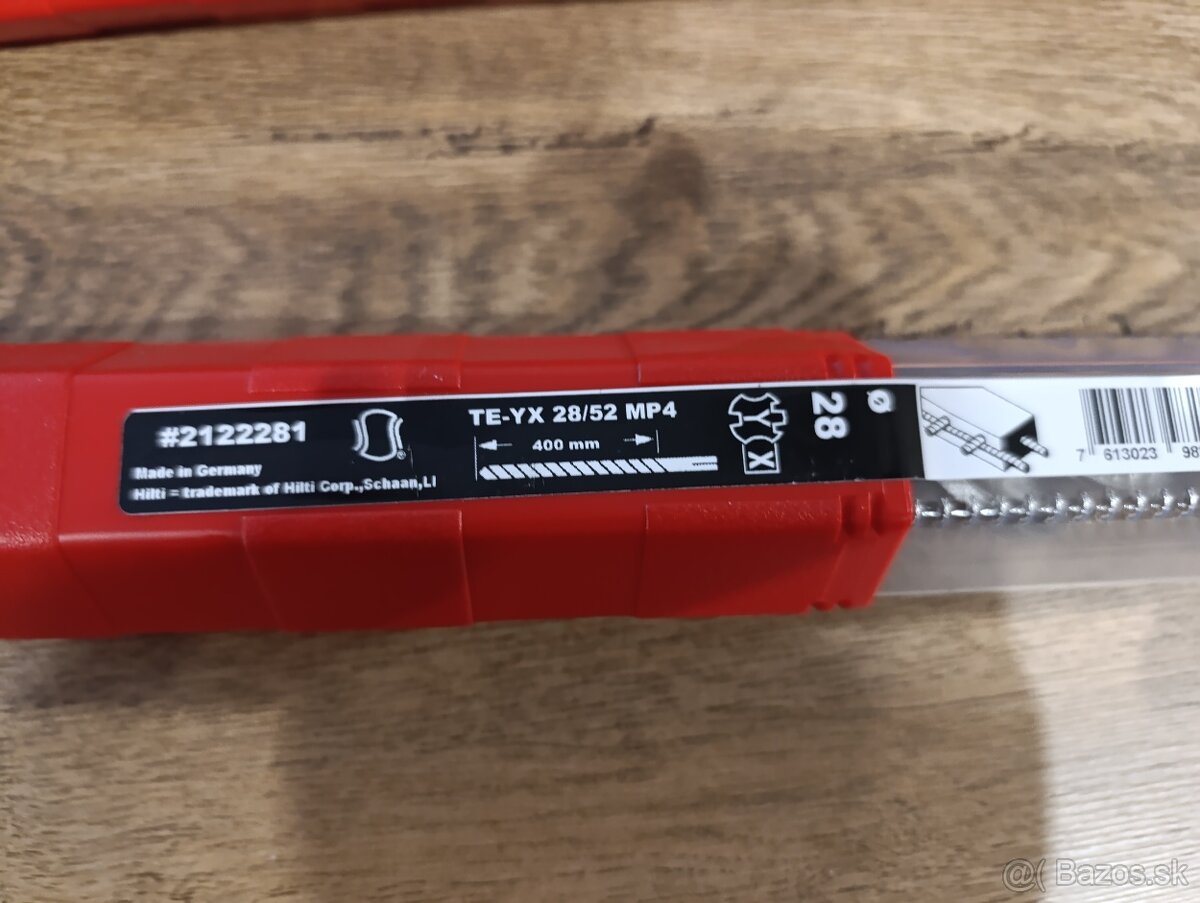 #2122281
Made in Germany
Hilti = trademark of Hilti Corp.,Schaan,LI
®
TE-YX 28/52 MP4
400 mm
Y
X
Ø
28
7 613023 98
@( Bazos.sk